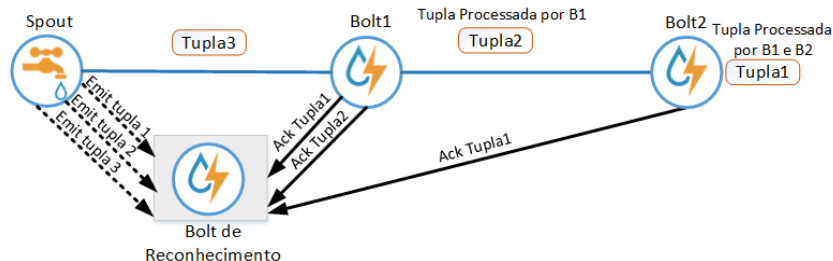 Spout
Tupla3
Bolt1
Tupla Processada por B1
Tupla2
Bolt2
Tupla Processada
por B1 e B2
Tupla1
Emit tupla 1
Emit tupla 2
Emit tupla 3
Ack Tupla1
Ack Tupla2
Ack Tupla1
Bolt de
Reconhecimento